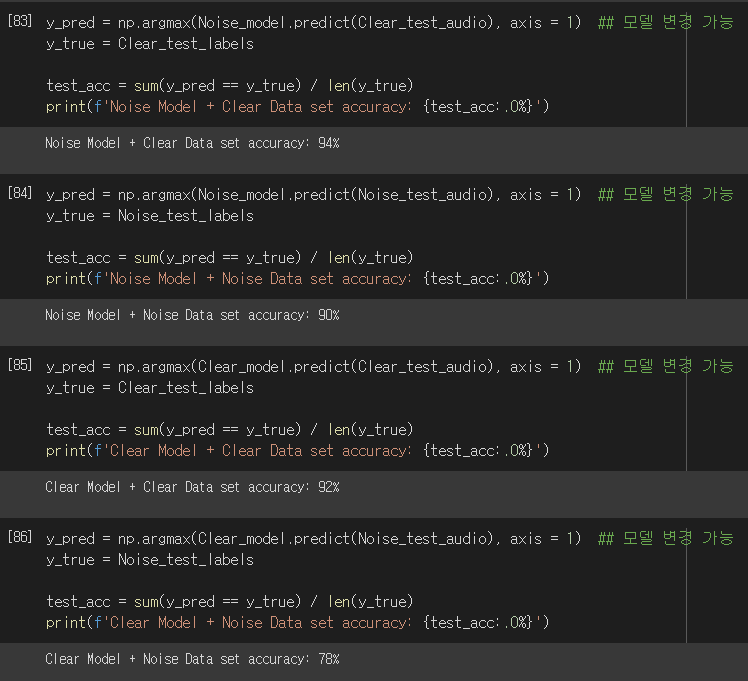 [83] y_pred = np.argmax(Noise_model.predict(Clear_test_audio), axis = 1) ## 모델 변경 가능
y_true = Clear_test_labels
test_acc = sum(y_pred == y_true) / len(y_true)
print(f'Noise Model + Clear Data set accuracy: {test_acc:.0%}')
Noise Model + Clear Data set accuracy: 94%
[84] y_pred = np.argmax(Noise_model.predict(Noise_test_audio), axis = 1) ## 모델 변경 가능
y_true = Noise_test_labels
test_acc = sum(y_pred == y_true) / len(y_true)
print(f'Noise Model + Noise Data set accuracy: {test_acc:.0%}')
Noise Model + Noise Data set accuracy: 90%
[85] y_pred = np.argmax(Clear_model.predict(Clear_test_audio), axis = 1) ## 모델 변경 가능
y_true = Clear_test_labels
test_acc = sum(y_pred == y_true) / len(y_true)
print(f'Clear Model + Clear Data set accuracy: {test_acc:.0%}')
Clear Model + Clear Data set accuracy: 92%
[86] y_pred = np.argmax(Clear_model.predict(Noise_test_audio), axis = 1) ## 모델 변경 가능
y_true = Noise_test_labels
test_acc = sum(y_pred == y_true) / len(y_true)
print(f'Clear Model + Noise Data set accuracy: {test_acc:.0%}')
Clear Model + Noise Data set accuracy: 78%